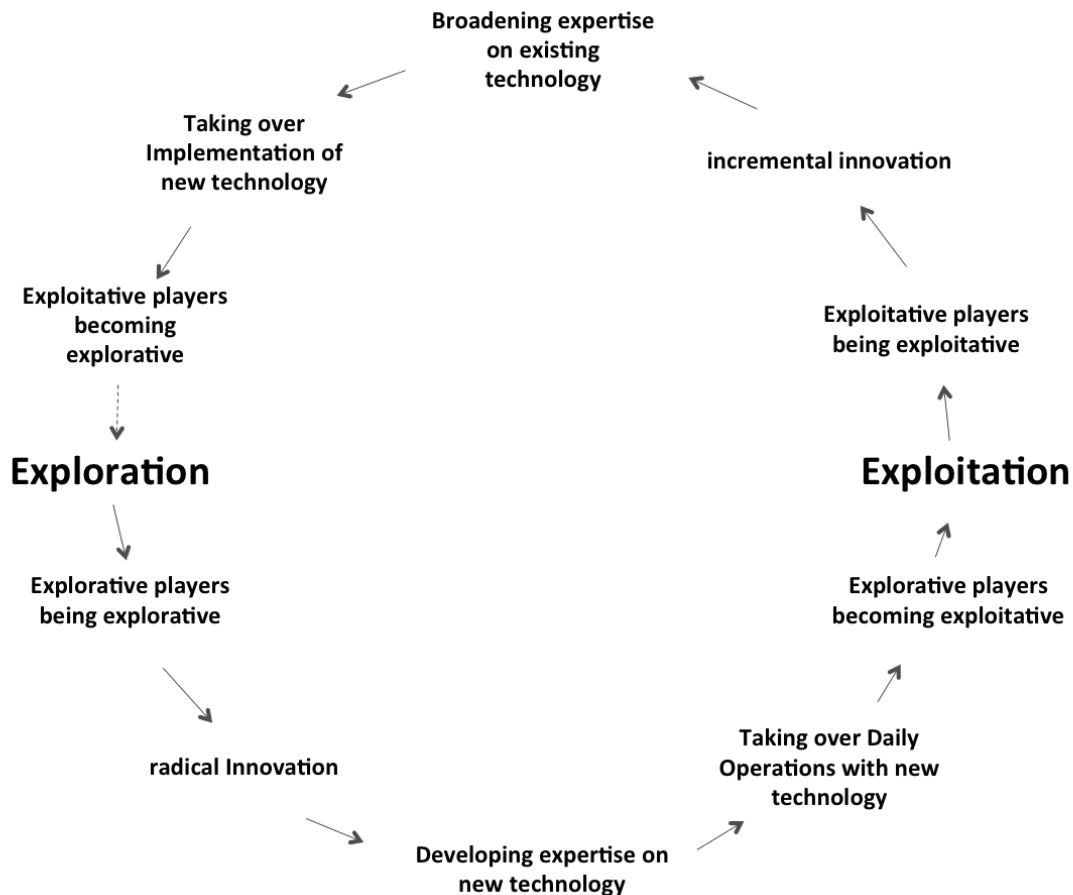 Broadening expertise
on existing
technology
Taking over
Implementation of
new technology
incremental innovation
Exploitative players
becoming
explorative
Exploitative players
being exploitative
Exploration
Exploitation
Explorative players
being explorative
Explorative players
becoming exploitative
radical Innovation
Taking over Daily
Operations with new
technology
Developing expertise on
new technology